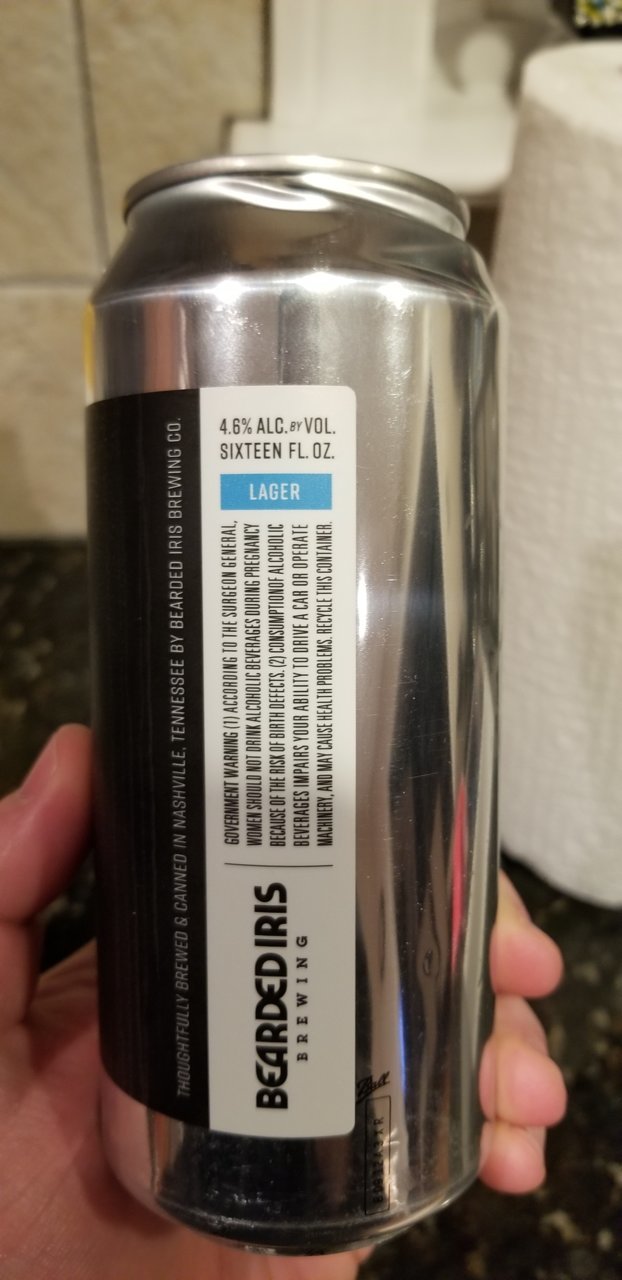 4.6% ALC. BY VOL.
SIXTEEN FL. OZ.
LAGER
THOUGHTFULLY BREWED & CANNED IN NASHVILLE, TENNESSEE BY BEARDED IRIS BREWING CO.
GOVERNMENT WARNING (1) ACCORDING TO THE SURGEON GENERAL,
WOMEN SHOULD NOT DRINK ALCOHOLIC BEVERAGES DURING PREGNANCY
BECAUSE OF THE RISK OF BIRTH DEFECTS. (2) CONSUMPTIONOF ALCOHOLIC
BEVERAGES IMPAIRS YOUR ABILITY TO DRIVE A CAR OR OPERATE
MACHINERY, AND MAY CAUSE HEALTH PROBLEMS. RECYCLE THIS CONTAINER.
BEARDED IRIS
BREWING
Ball